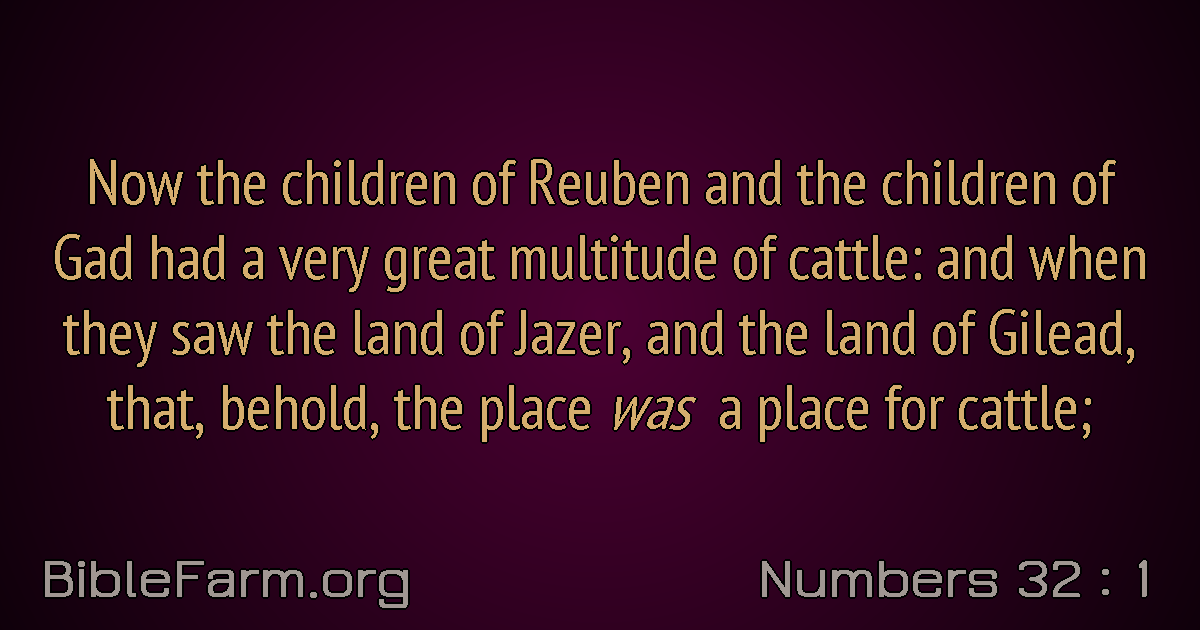 Now the children of Reuben and the children of
Gad had a very great multitude of cattle: and when
they saw the land of Jazer, and the land of Gilead,
that, behold, the place was a place for cattle;
BibleFarm.org
Numbers 32 : 1